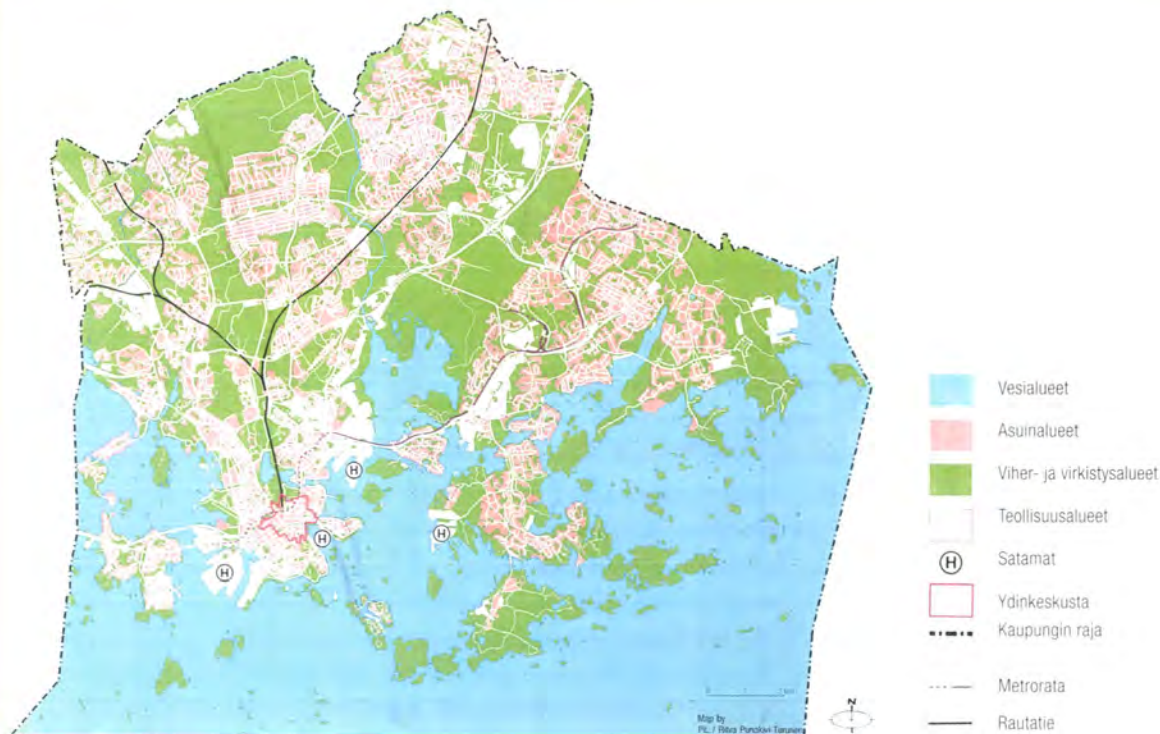 H
H
H
H
Vesialueet
Asuinalueet
Viher- ja virkistysalueet
Teollisuusalueet
H Satamat
Ydinkeskusta
Kaupungin raja
Metrorata
Rautatie
Map by
N